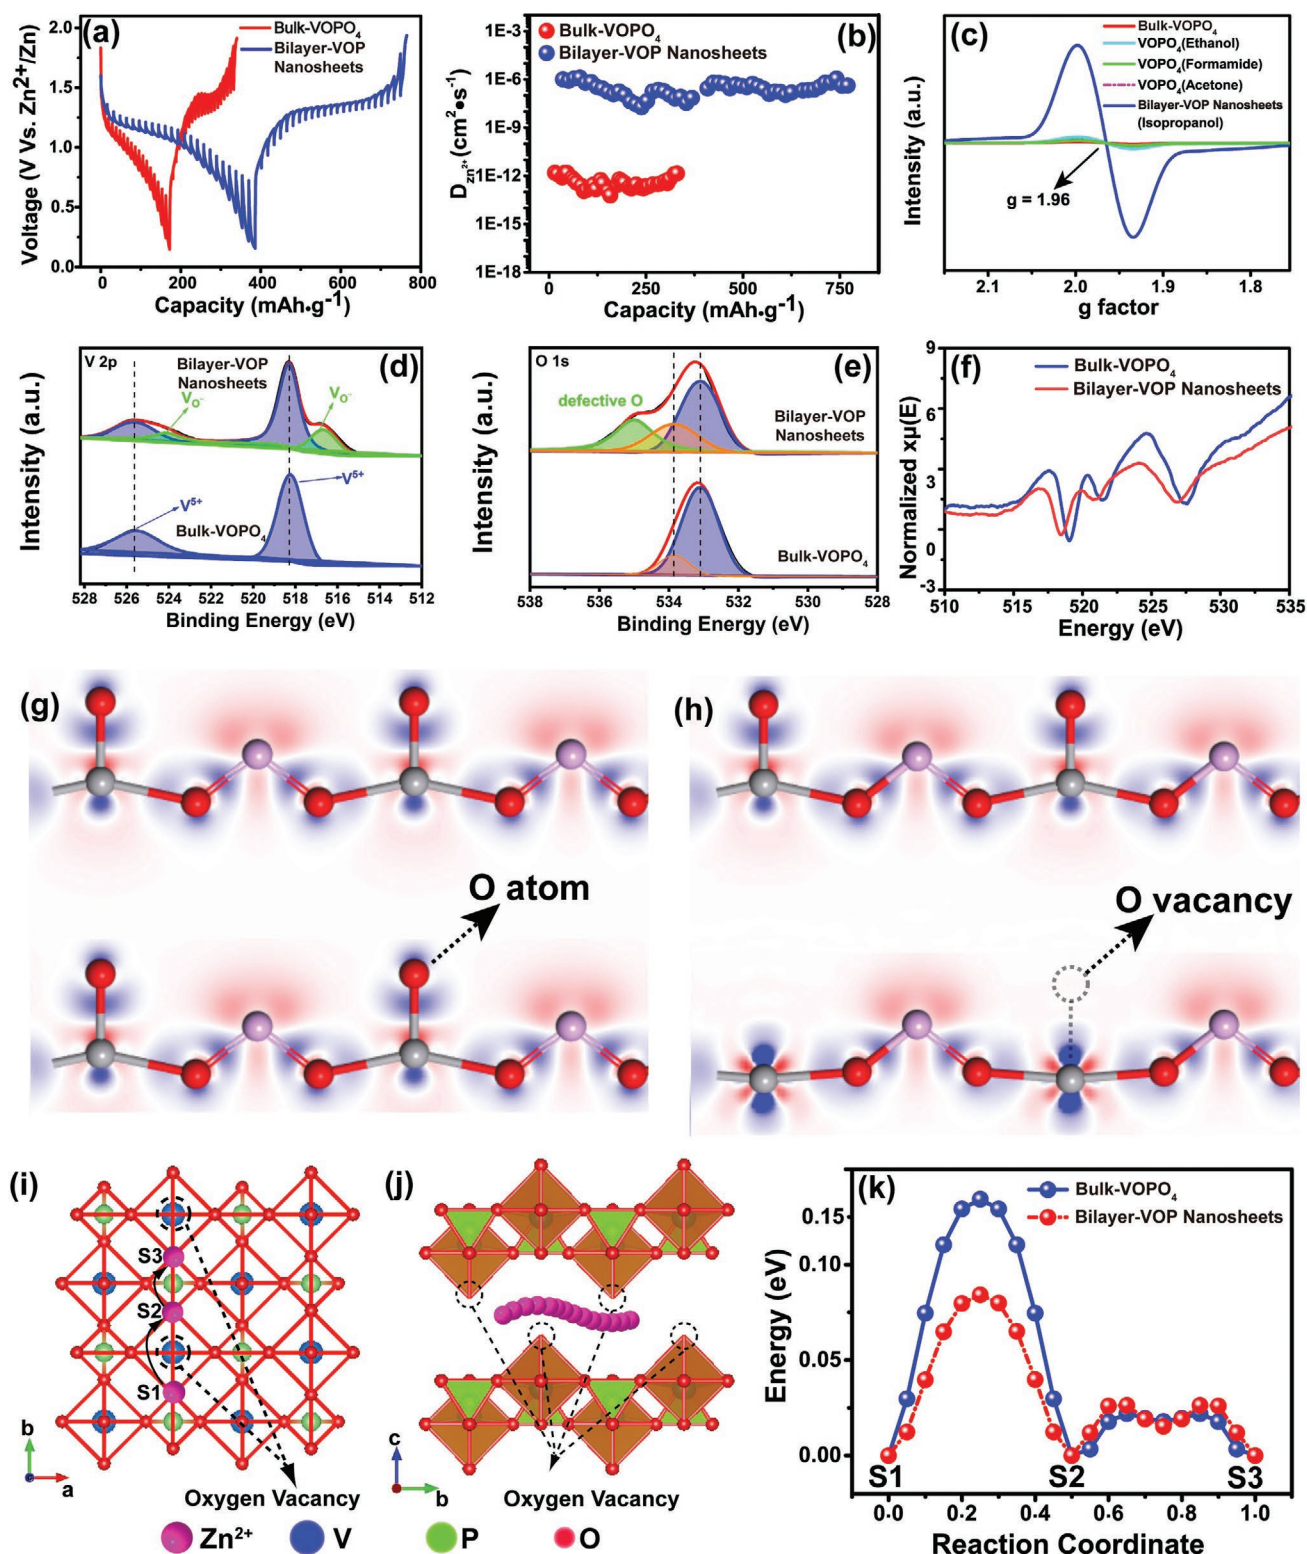 (a)
Bulk-VOPO4
Bilayer-VOP
Nanosheets
Voltage (V Vs. Zn2+/Zn)
2.0
1.5
1.0
0.5
0.0
0 200 400 600 800
Capacity (mAh•g-1)
(b)
Bulk-VOPO4
Bilayer-VOP Nanosheets
DZn2+(cm2•s-1)
1E-3
1E-6
1E-9
1E-12
1E-15
1E-18
0 250 500 750
Capacity (mAh•g-1)
(c)
Bulk-VOPO4
VOPO4(Ethanol)
VOPO4(Formamide)
VOPO4(Acetone)
Bilayer-VOP Nanosheets
(Isopropanol)
g = 1.96
Intensity (a.u.)
2.1 2.0 1.9 1.8
g factor
V 2p
(d)
Bilayer-VOP
Nanosheets
VO-
VO-
V5+
V5+
Bulk-VOPO4
Intensity (a.u.)
528 526 524 522 520 518 516 514 512
Binding Energy (eV)
O 1s
(e)
defective O
Bilayer-VOP
Nanosheets
Bulk-VOPO4
Intensity (a.u.)
538 536 534 532 530 528
Binding Energy (eV)
(f)
Bulk-VOPO4
Bilayer-VOP Nanosheets
Normalized xμ(E)
9
6
3
0
-3
510 515 520 525 530 535
Energy (eV)
(g)
O atom
(h)
O vacancy
(i)
S3
S2
S1
b
a
Oxygen Vacancy
(j)
c
b
Oxygen Vacancy
Zn2+ V P O
(k)
Bulk-VOPO4
Bilayer-VOP Nanosheets
Energy (eV)
0.15
0.10
0.05
0.00
S1 S2 S3
0.0 0.2 0.4 0.6 0.8 1.0
Reaction Coordinate